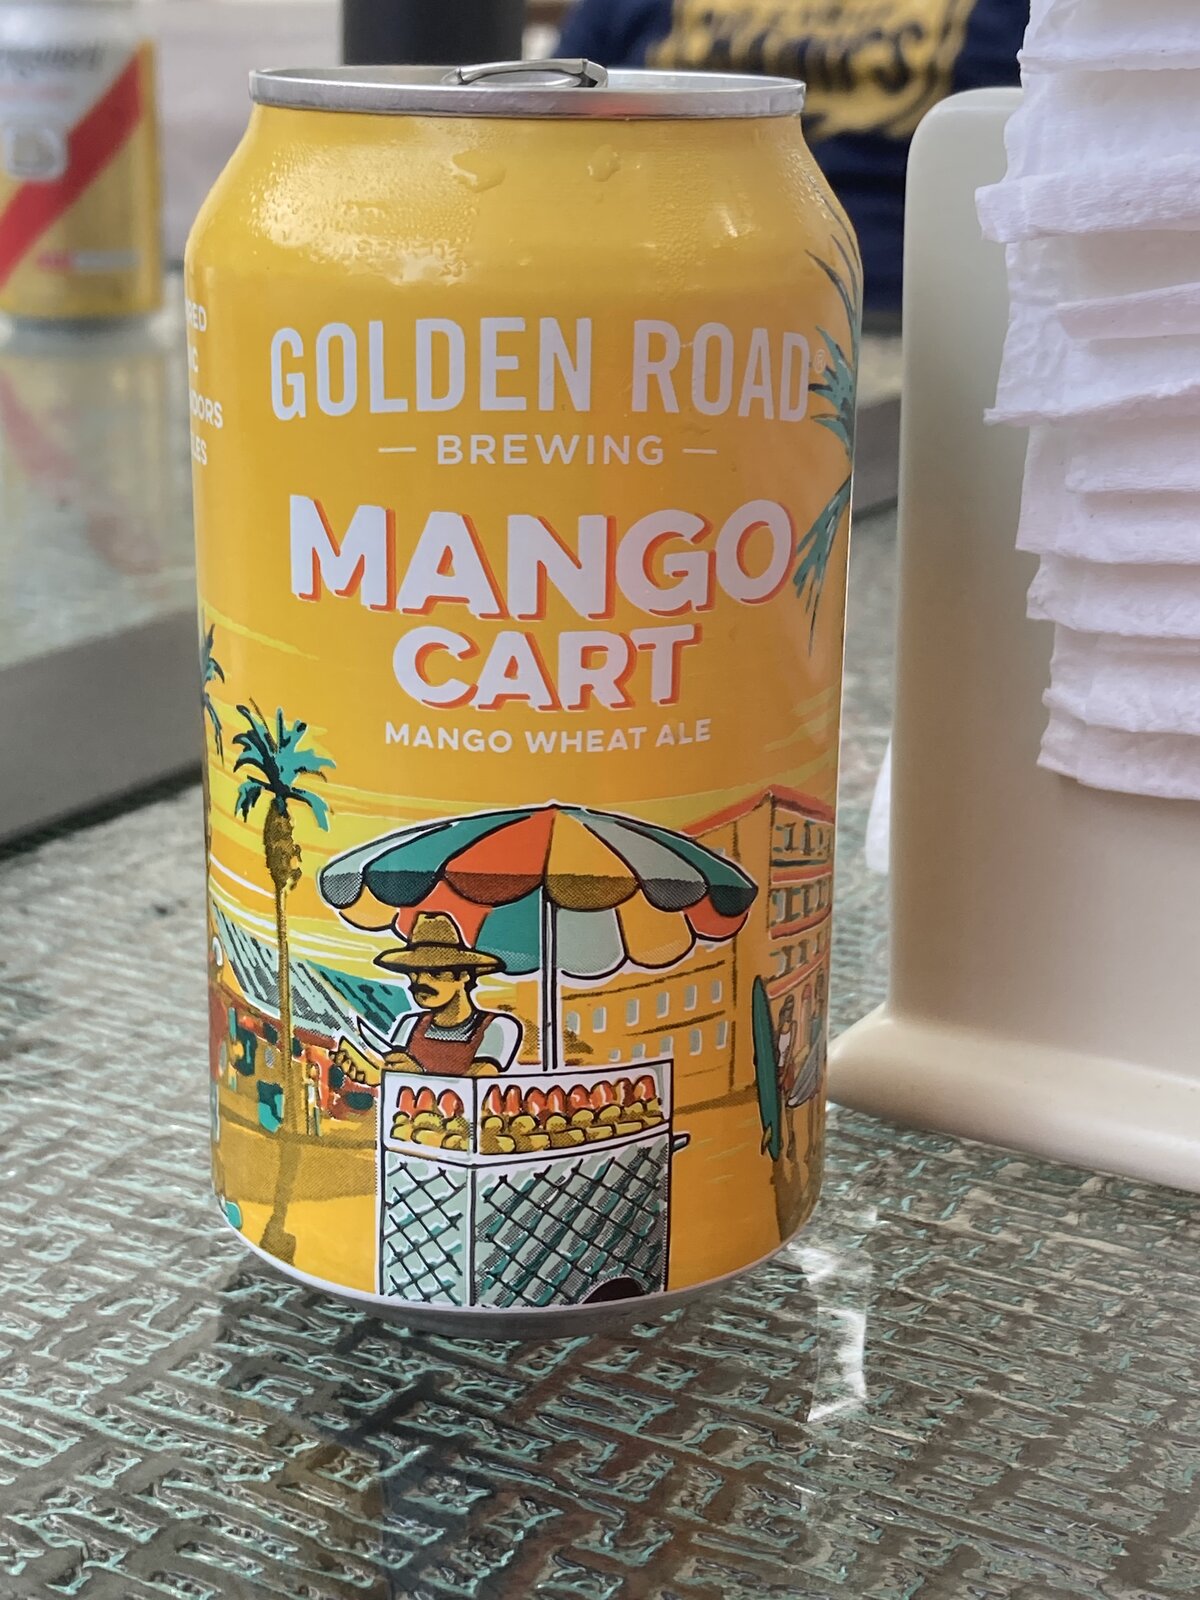 GOLDEN ROAD®
— BREWING —
MANGO
CART
MANGO WHEAT ALE